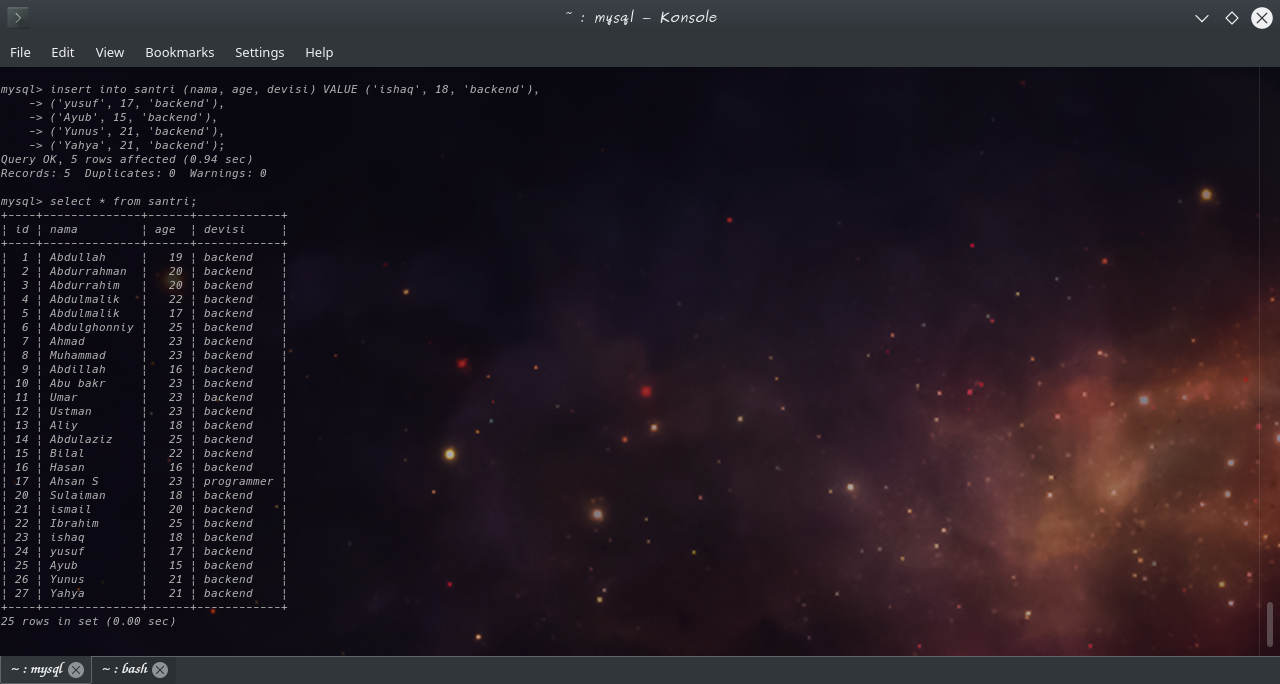 ~ : mysql — Konsole
File Edit View Bookmarks Settings Help
mysql> insert into santri (nama, age, devisi) VALUE ('ishaq', 18, 'backend'),
    -> ('yusuf', 17, 'backend'),
    -> ('Ayub', 15, 'backend'),
    -> ('Yunus', 21, 'backend'),
    -> ('Yahya', 21, 'backend');
Query OK, 5 rows affected (0.94 sec)
Records: 5  Duplicates: 0  Warnings: 0
mysql> select * from santri;
+----+--------------+------+------------+
| id | nama         | age  | devisi     |
+----+--------------+------+------------+
|  1 | Abdullah     |   19 | backend    |
|  2 | Abdurrahman  |   20 | backend    |
|  3 | Abdurrahim   |   20 | backend    |
|  4 | Abdulmalik   |   22 | backend    |
|  5 | Abdulmalik   |   17 | backend    |
|  6 | Abdulghonniy |   25 | backend    |
|  7 | Ahmad        |   23 | backend    |
|  8 | Muhammad     |   23 | backend    |
|  9 | Abdillah     |   16 | backend    |
| 10 | Abu bakr     |   23 | backend    |
| 11 | Umar         |   23 | backend    |
| 12 | Ustman       |   23 | backend    |
| 13 | Aliy         |   18 | backend    |
| 14 | Abdulaziz    |   25 | backend    |
| 15 | Bilal        |   22 | backend    |
| 16 | Hasan        |   16 | backend    |
| 17 | Ahsan S      |   23 | programmer |
| 20 | Sulaiman     |   18 | backend    |
| 21 | ismail       |   20 | backend    |
| 22 | Ibrahim      |   25 | backend    |
| 23 | ishaq        |   18 | backend    |
| 24 | yusuf        |   17 | backend    |
| 25 | Ayub         |   15 | backend    |
| 26 | Yunus        |   21 | backend    |
| 27 | Yahya        |   21 | backend    |
+----+--------------+------+------------+
25 rows in set (0.00 sec)
~ : mysql ~ : bash